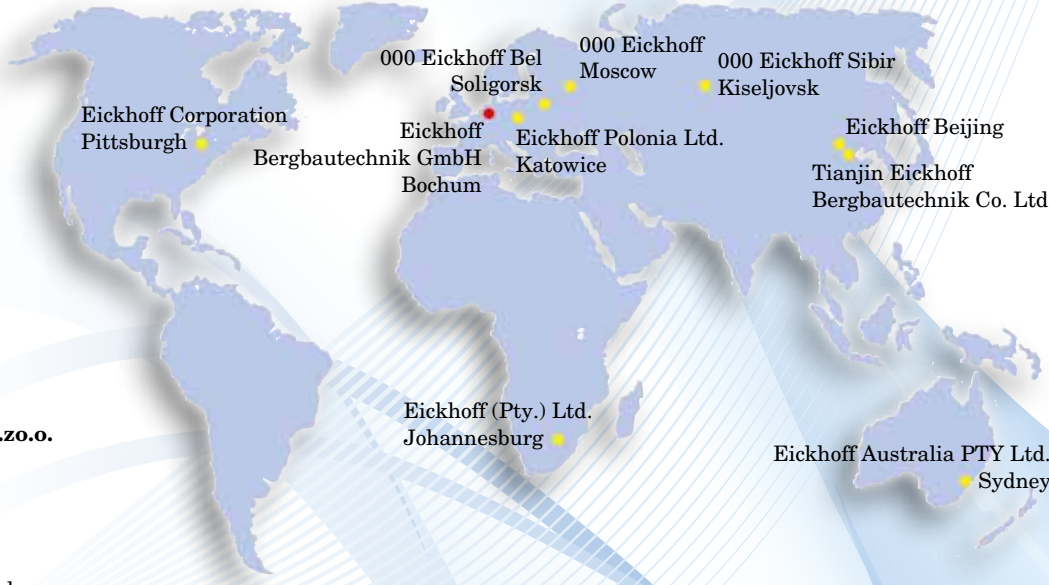 000 Eickhoff Bel
Soligorsk
000 Eickhoff
Moscow
000 Eickhoff Sibir
Kiseljovsk
Eickhoff Corporation
Pittsburgh
Eickhoff
Bergbautechnik GmbH
Bochum
Eickhoff Polonia Ltd.
Katowice
Eickhoff Beijing
Tianjin Eickhoff
Bergbautechnik Co. Ltd
Eickhoff (Pty.) Ltd.
Johannesburg
.zo.o.
Eickhoff Australia PTY Ltd.
Sydney